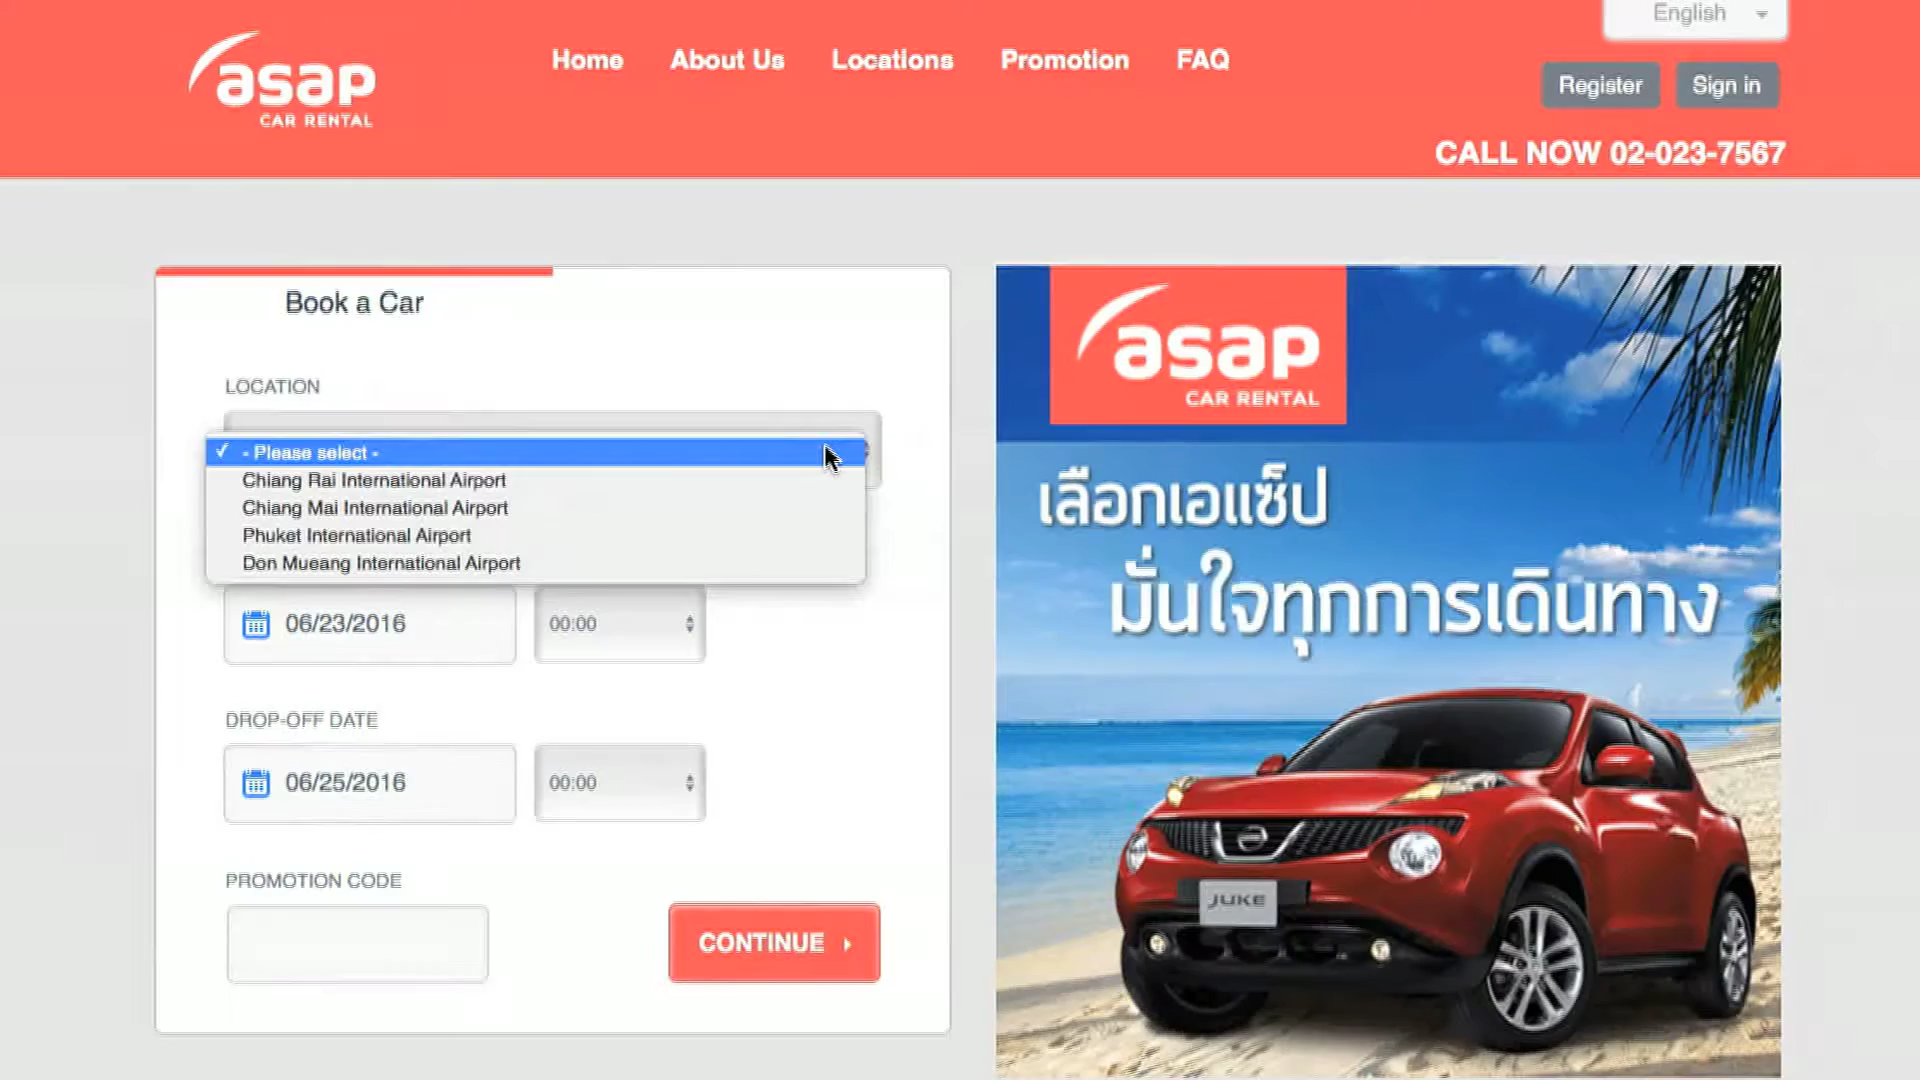 English
asap
CAR RENTAL
Home
About Us
Locations
Promotion
FAQ
Register
Sign in
CALL NOW 02-023-7567
Book a Car
LOCATION
✓ - Please select -
Chiang Rai International Airport
Chiang Mai International Airport
Phuket International Airport
Don Mueang International Airport
06/23/2016
00:00
DROP-OFF DATE
06/25/2016
00:00
PROMOTION CODE
CONTINUE
asap
CAR RENTAL
เลือกเอแซ็ป
มั่นใจทุกการเดินทาง
JUKE